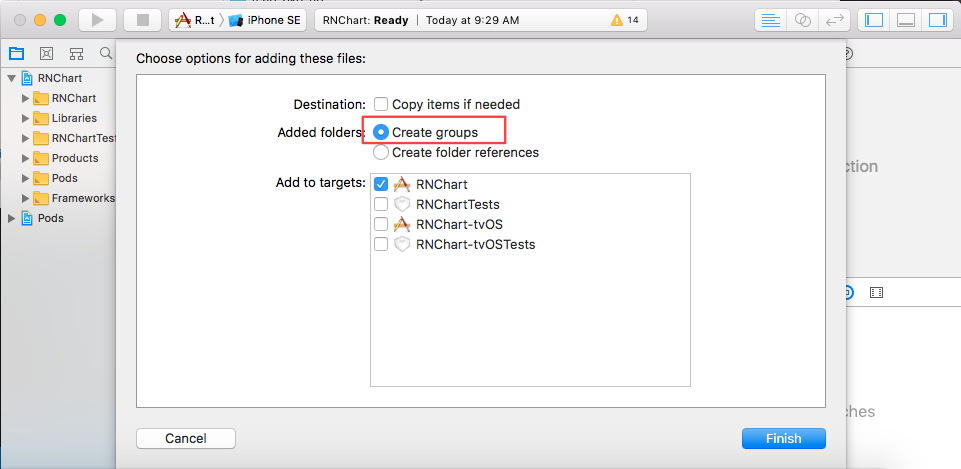 R...t
iPhone SE
RNChart: Ready | Today at 9:29 AM
14
Choose options for adding these files:
RNChart
RNChart
Libraries
RNChartTest
Products
Pods
Frameworks
Pods
Destination: Copy items if needed
Added folders: Create groups
Create folder references
Add to targets: RNChart
RNChartTests
RNChart-tvOS
RNChart-tvOSTests
ction
ches
Cancel
Finish